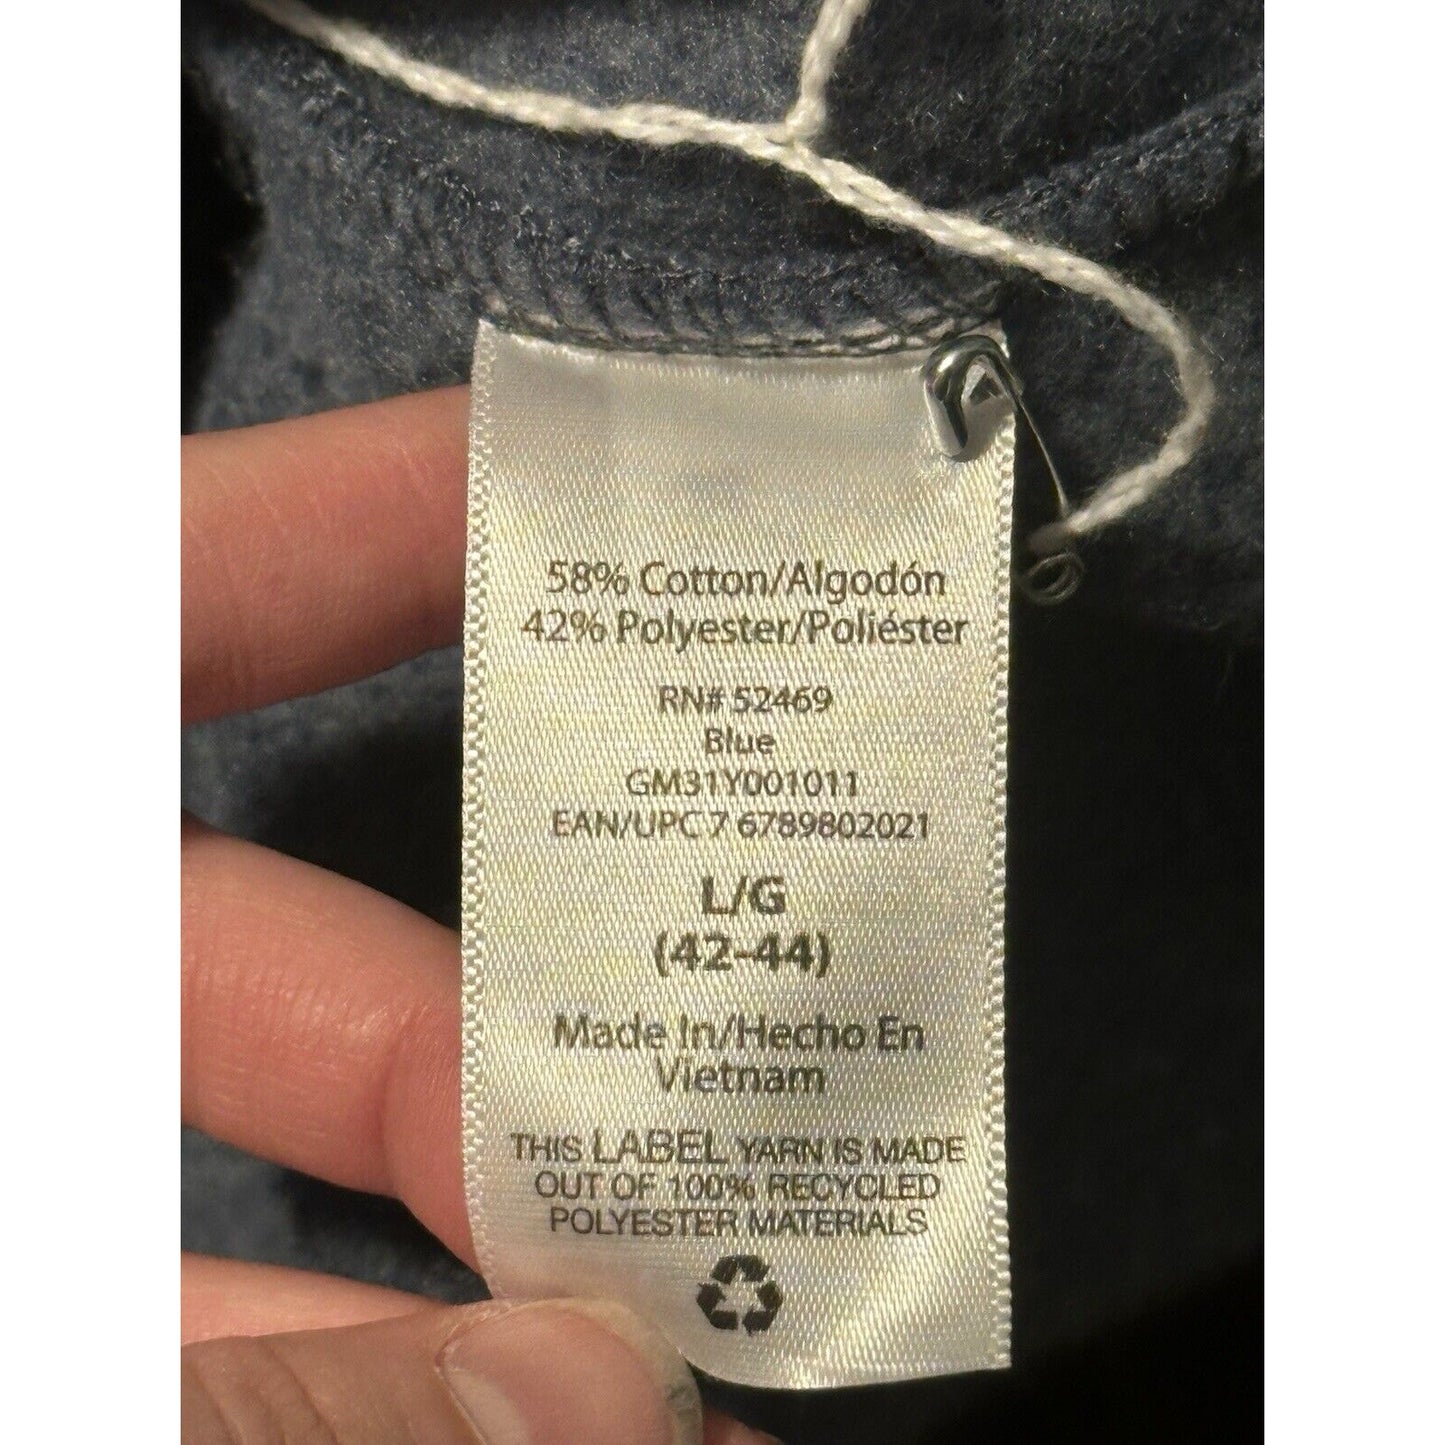 58% Cotton/Algodón
42% Polyester/Poliéster
RN# 52469
Blue
GM31Y001011
EAN/UPC 7 6789802021
L/G
(42-44)
Made In/Hecho En
Vietnam
THIS LABEL YARN IS MADE
OUT OF 100% RECYCLED
POLYESTER MATERIALS